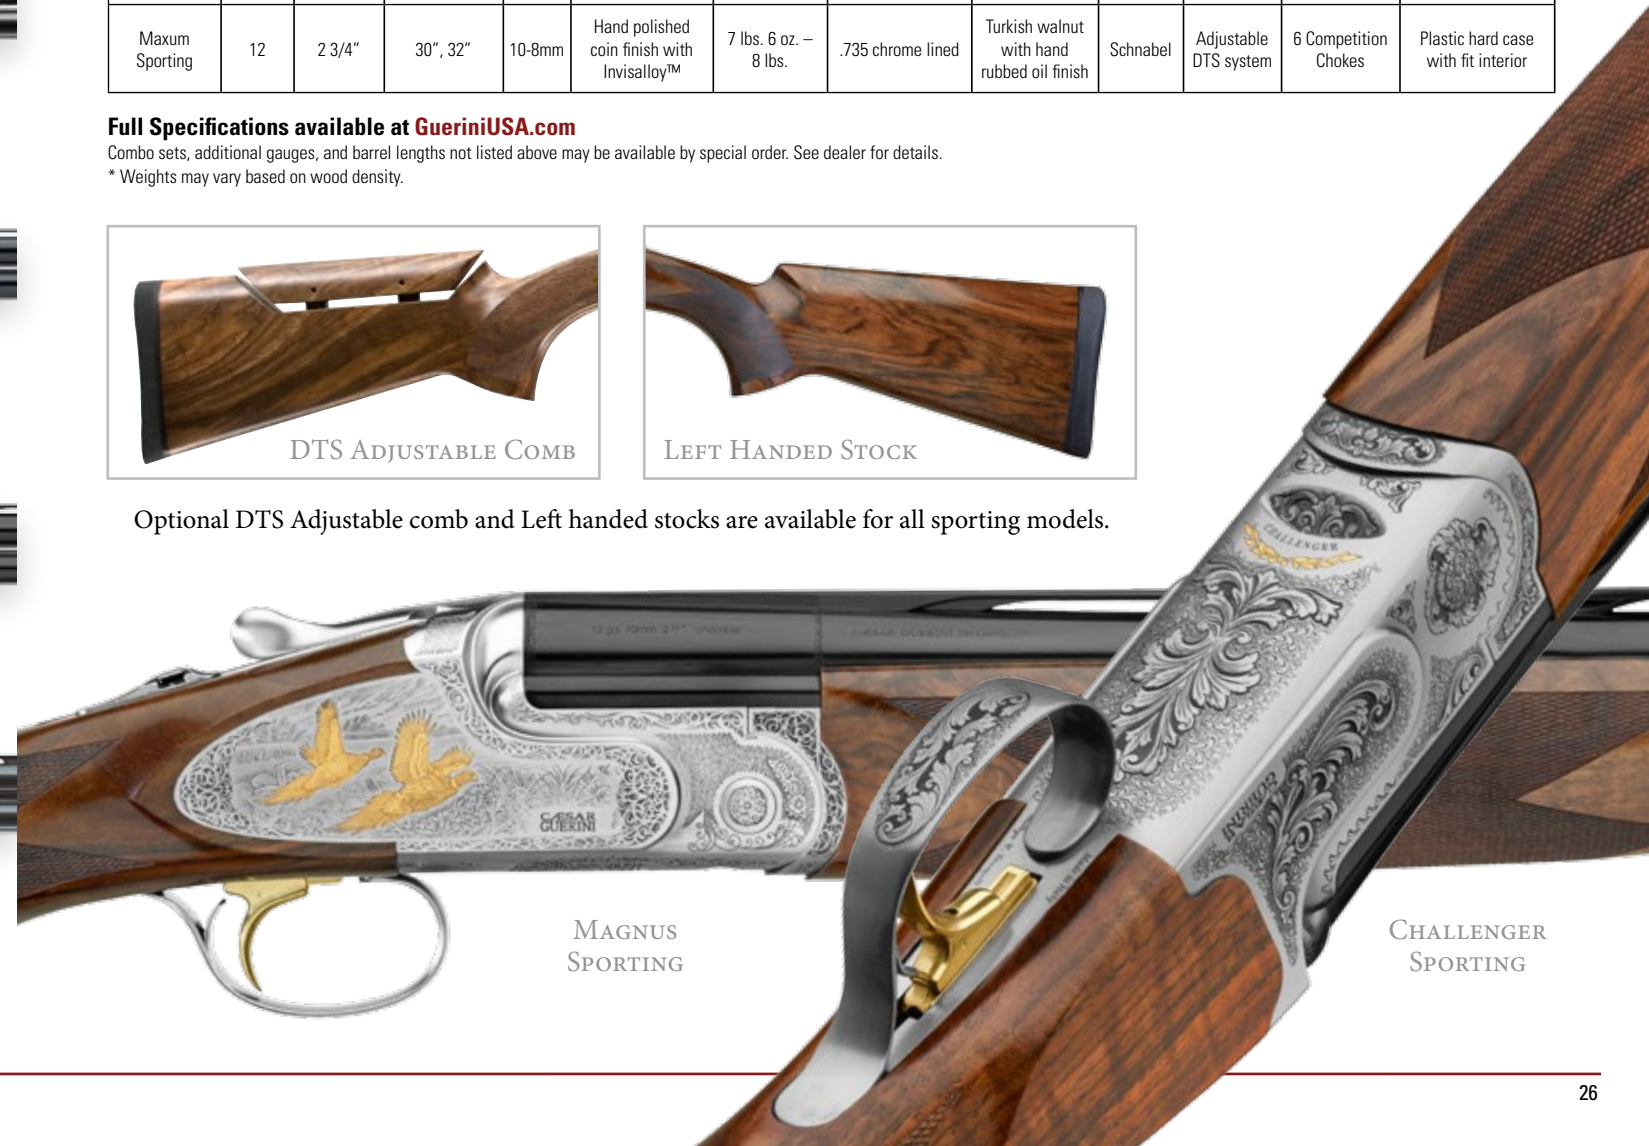 Maxum
Sporting
12
2 3/4”
30”, 32”
10-8mm
Hand polished
coin finish with
Invisalloy™
7 lbs. 6 oz. –
8 lbs.
.735 chrome lined
Turkish walnut
with hand
rubbed oil finish
Schnabel
Adjustable
DTS system
6 Competition
Chokes
Plastic hard case
with fit interior
Full Specifications available at GueriniUSA.com
Combo sets, additional gauges, and barrel lengths not listed above may be available by special order. See dealer for details.
* Weights may vary based on wood density.
DTS Adjustable Comb
Left Handed Stock
Optional DTS Adjustable comb and Left handed stocks are available for all sporting models.
CHALLENGER
CÆSAR
GUERINI
GUERINI
Magnus
Sporting
Challenger
Sporting
26